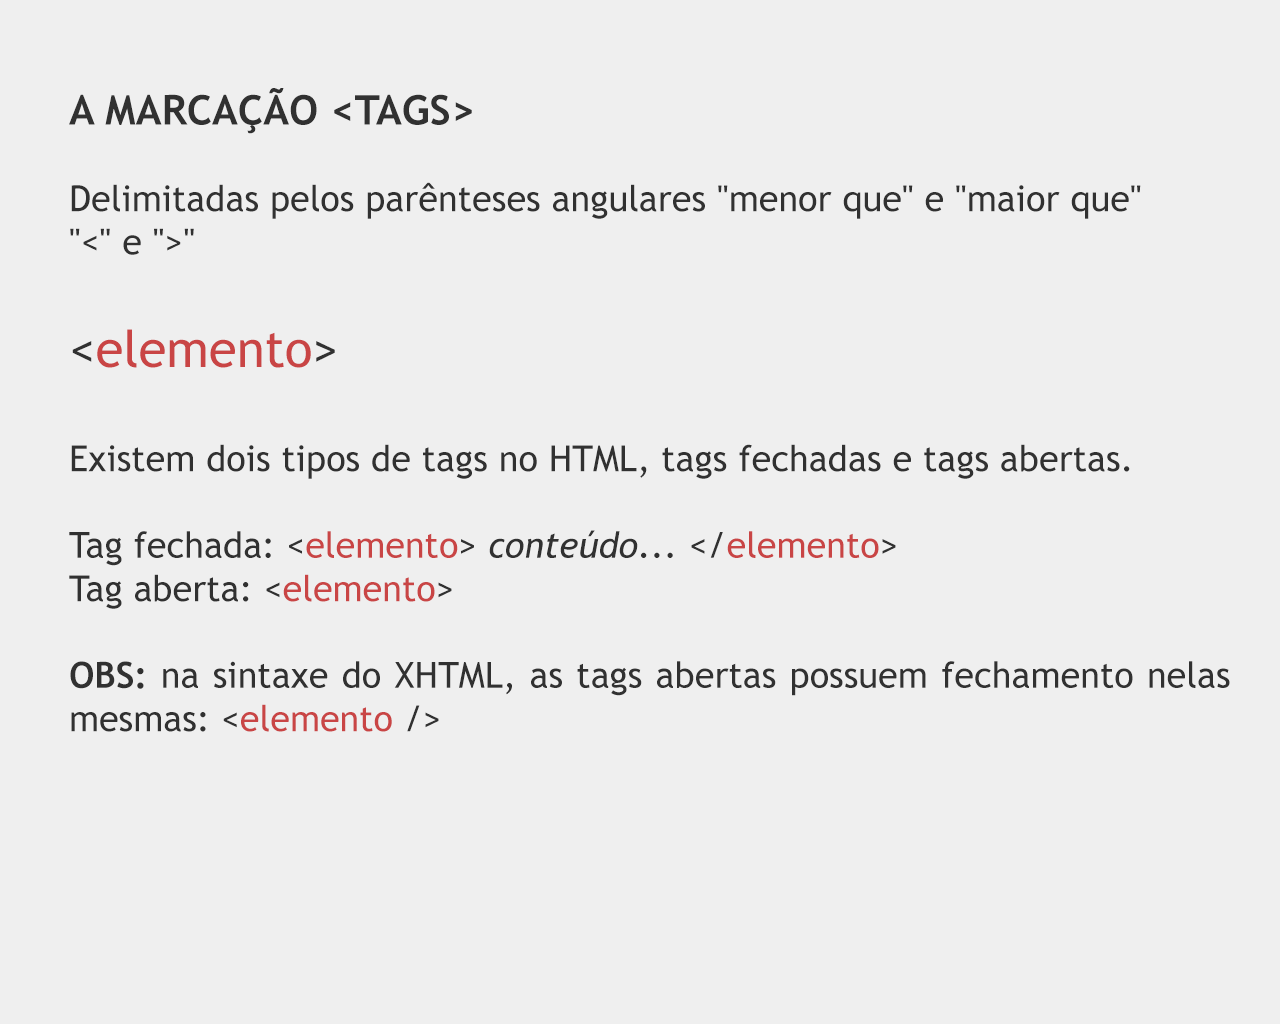 A MARCAÇÃO <TAGS>
Delimitadas pelos parênteses angulares "menor que" e "maior que"
"<" e ">"
<elemento>
Existem dois tipos de tags no HTML, tags fechadas e tags abertas.
Tag fechada: <elemento> conteúdo... </elemento>
Tag aberta: <elemento>
OBS: na sintaxe do XHTML, as tags abertas possuem fechamento nelas
mesmas: <elemento />